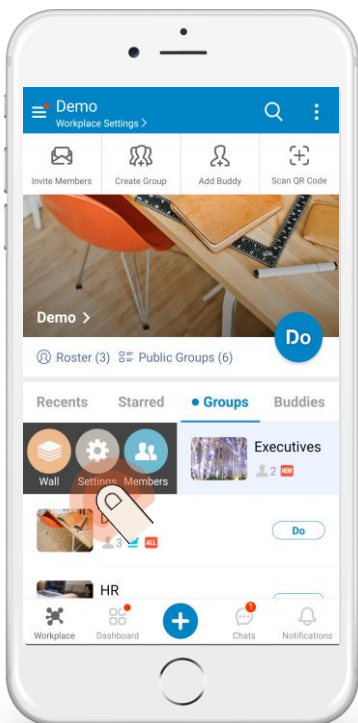 Demo
Workplace Settings >
Invite Members
Create Group
Add Buddy
Scan QR Code
Demo >
Do
Roster (3)
Public Groups (6)
Recents
Starred
Groups
Buddies
Wall
Settings
Members
Executives
2 NEW
D
3 ALL
Do
HR
Workplace
Dashboard
1
Chats
Notifications